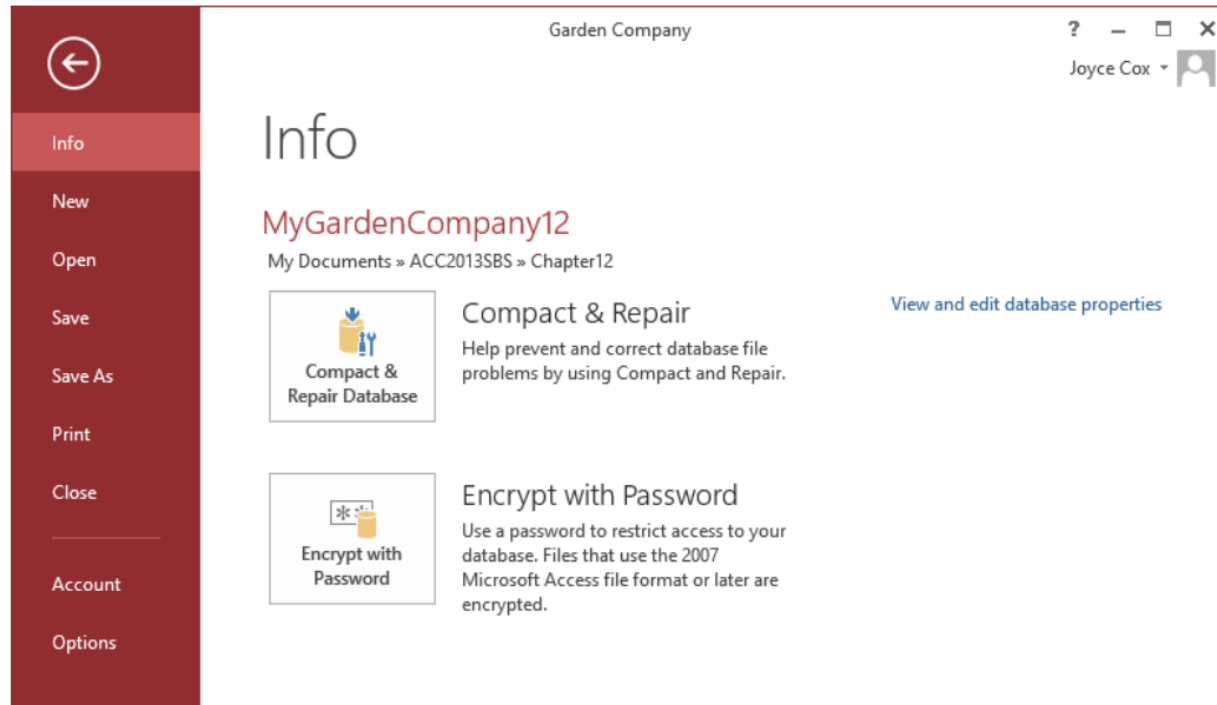 Garden Company
?
Joyce Cox
Info
Info
New
Open
Save
Save As
Print
Close
Account
Options
MyGardenCompany12
My Documents » ACC2013SBS » Chapter12
Compact &
Repair Database
Compact & Repair
Help prevent and correct database file
problems by using Compact and Repair.
View and edit database properties
Encrypt with
Password
Encrypt with Password
Use a password to restrict access to your
database. Files that use the 2007
Microsoft Access file format or later are
encrypted.